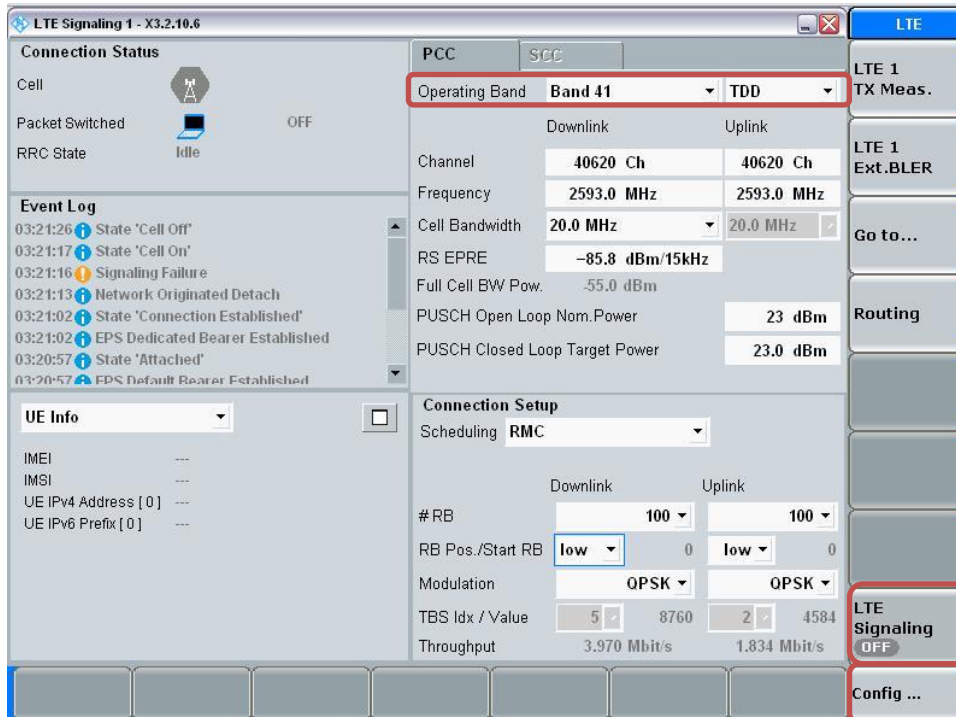 LTE Signaling 1 - X3.2.10.6
LTE
Connection Status
Cell
Packet Switched OFF
RRC State Idle
Event Log
03:21:26 State 'Cell Off'
03:21:17 State 'Cell On'
03:21:16 Signaling Failure
03:21:13 Network Originated Detach
03:21:02 State 'Connection Established'
03:21:02 EPS Dedicated Bearer Established
03:20:57 State 'Attached'
03:20:57 EPS Default Bearer Established
UE Info
IMEI ---
IMSI ---
UE IPv4 Address [ 0 ] ---
UE IPv6 Prefix [ 0 ] ---
PCC SCC
Operating Band Band 41 TDD
Downlink Uplink
Channel 40620 Ch 40620 Ch
Frequency 2593.0 MHz 2593.0 MHz
Cell Bandwidth 20.0 MHz 20.0 MHz
RS EPRE -85.8 dBm/15kHz
Full Cell BW Pow. -55.0 dBm
PUSCH Open Loop Nom.Power 23 dBm
PUSCH Closed Loop Target Power 23.0 dBm
Connection Setup
Scheduling RMC
Downlink Uplink
# RB 100 100
RB Pos./Start RB low 0 low 0
Modulation QPSK QPSK
TBS Idx / Value 5 8760 2 4584
Throughput 3.970 Mbit/s 1.834 Mbit/s
LTE 1
TX Meas.
LTE 1
Ext.BLER
Go to...
Routing
LTE
Signaling
OFF
Config ...